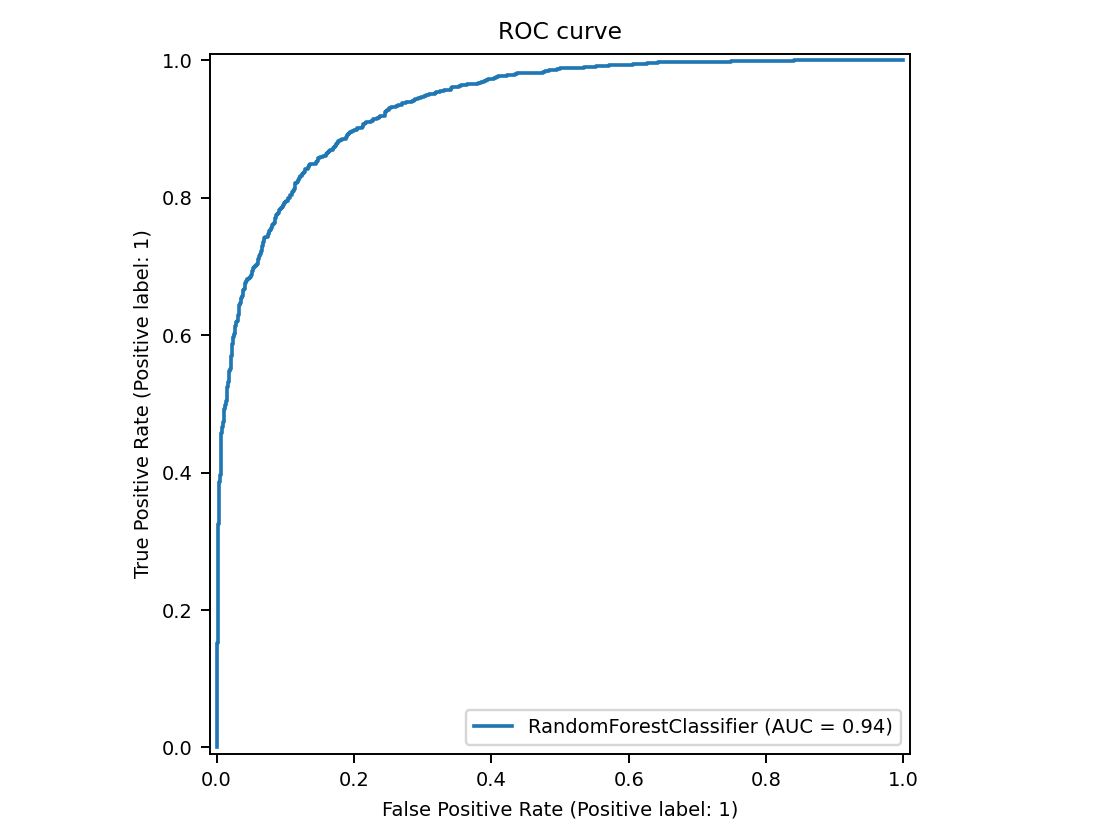 ROC curve
1.0
0.8
0.6
0.4
0.2
0.0
True Positive Rate (Positive label: 1)
RandomForestClassifier (AUC = 0.94)
0.0 0.2 0.4 0.6 0.8 1.0
False Positive Rate (Positive label: 1)